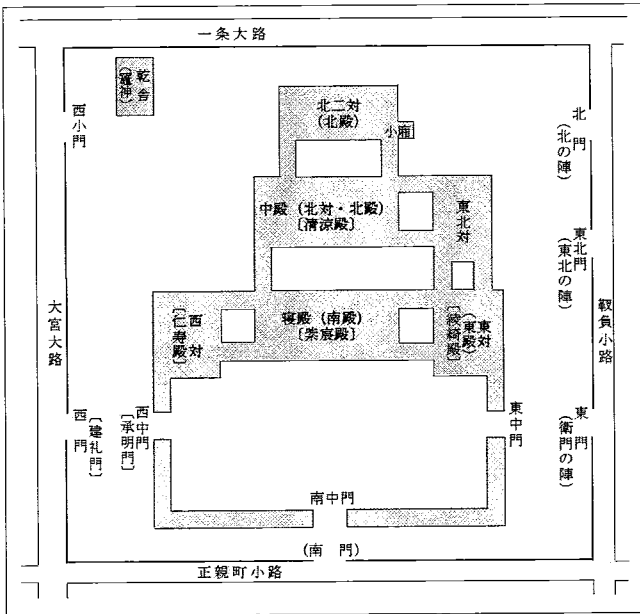 一条大路
乾舎
(竈神)
西小門
北二対
(北殿)
小廂
北門
(北の陣)
中殿 (北対・北殿)
〔清涼殿〕
東北対
東北門
(東北の陣)
大宮大路
靱負小路
西対
〔仁寿殿〕
寝殿 (南殿)
〔紫宸殿〕
東対
(東殿)
〔綾綺殿〕
西門
〔建礼門〕
西中門
〔承明門〕
東中門
東門
(衛門の陣)
南中門
(南 門)
正親町小路